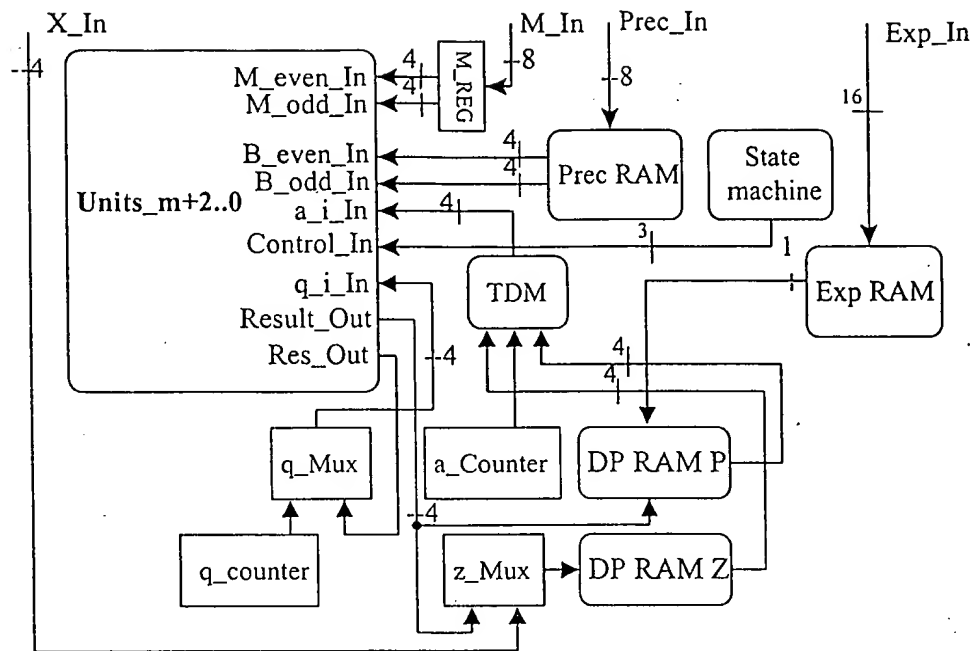 X_In
M_In
Prec_In
Exp_In
4
8
8
16
M_even_In
4
M_odd_In
4
M_REG
B_even_In
4
B_odd_In
4
Prec RAM
State machine
Units_m+2..0
a_i_In
4
Control_In
3
1
q_i_In
TDM
Exp RAM
Result_Out
Res_Out
4
4
4
q_Mux
a_Counter
DP RAM P
4
q_counter
z_Mux
DP RAM Z